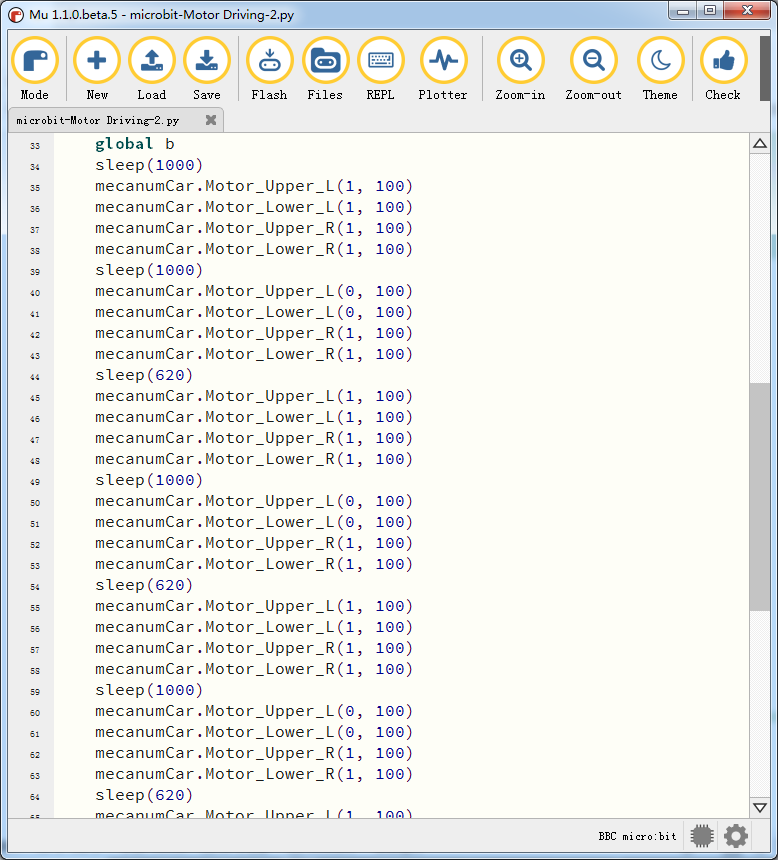 Mu 1.1.0.beta.5 - microbit-Motor Driving-2.py
Mode New Load Save Flash Files REPL Plotter Zoom-in Zoom-out Theme Check
microbit-Motor Driving-2.py
33 global b
34 sleep(1000)
35 mecanumCar.Motor_Upper_L(1, 100)
36 mecanumCar.Motor_Lower_L(1, 100)
37 mecanumCar.Motor_Upper_R(1, 100)
38 mecanumCar.Motor_Lower_R(1, 100)
39 sleep(1000)
40 mecanumCar.Motor_Upper_L(0, 100)
41 mecanumCar.Motor_Lower_L(0, 100)
42 mecanumCar.Motor_Upper_R(1, 100)
43 mecanumCar.Motor_Lower_R(1, 100)
44 sleep(620)
45 mecanumCar.Motor_Upper_L(1, 100)
46 mecanumCar.Motor_Lower_L(1, 100)
47 mecanumCar.Motor_Upper_R(1, 100)
48 mecanumCar.Motor_Lower_R(1, 100)
49 sleep(1000)
50 mecanumCar.Motor_Upper_L(0, 100)
51 mecanumCar.Motor_Lower_L(0, 100)
52 mecanumCar.Motor_Upper_R(1, 100)
53 mecanumCar.Motor_Lower_R(1, 100)
54 sleep(620)
55 mecanumCar.Motor_Upper_L(1, 100)
56 mecanumCar.Motor_Lower_L(1, 100)
57 mecanumCar.Motor_Upper_R(1, 100)
58 mecanumCar.Motor_Lower_R(1, 100)
59 sleep(1000)
60 mecanumCar.Motor_Upper_L(0, 100)
61 mecanumCar.Motor_Lower_L(0, 100)
62 mecanumCar.Motor_Upper_R(1, 100)
63 mecanumCar.Motor_Lower_R(1, 100)
64 sleep(620)
65 mecanumCar.Motor_Upper_L(1, 100)
BBC micro:bit